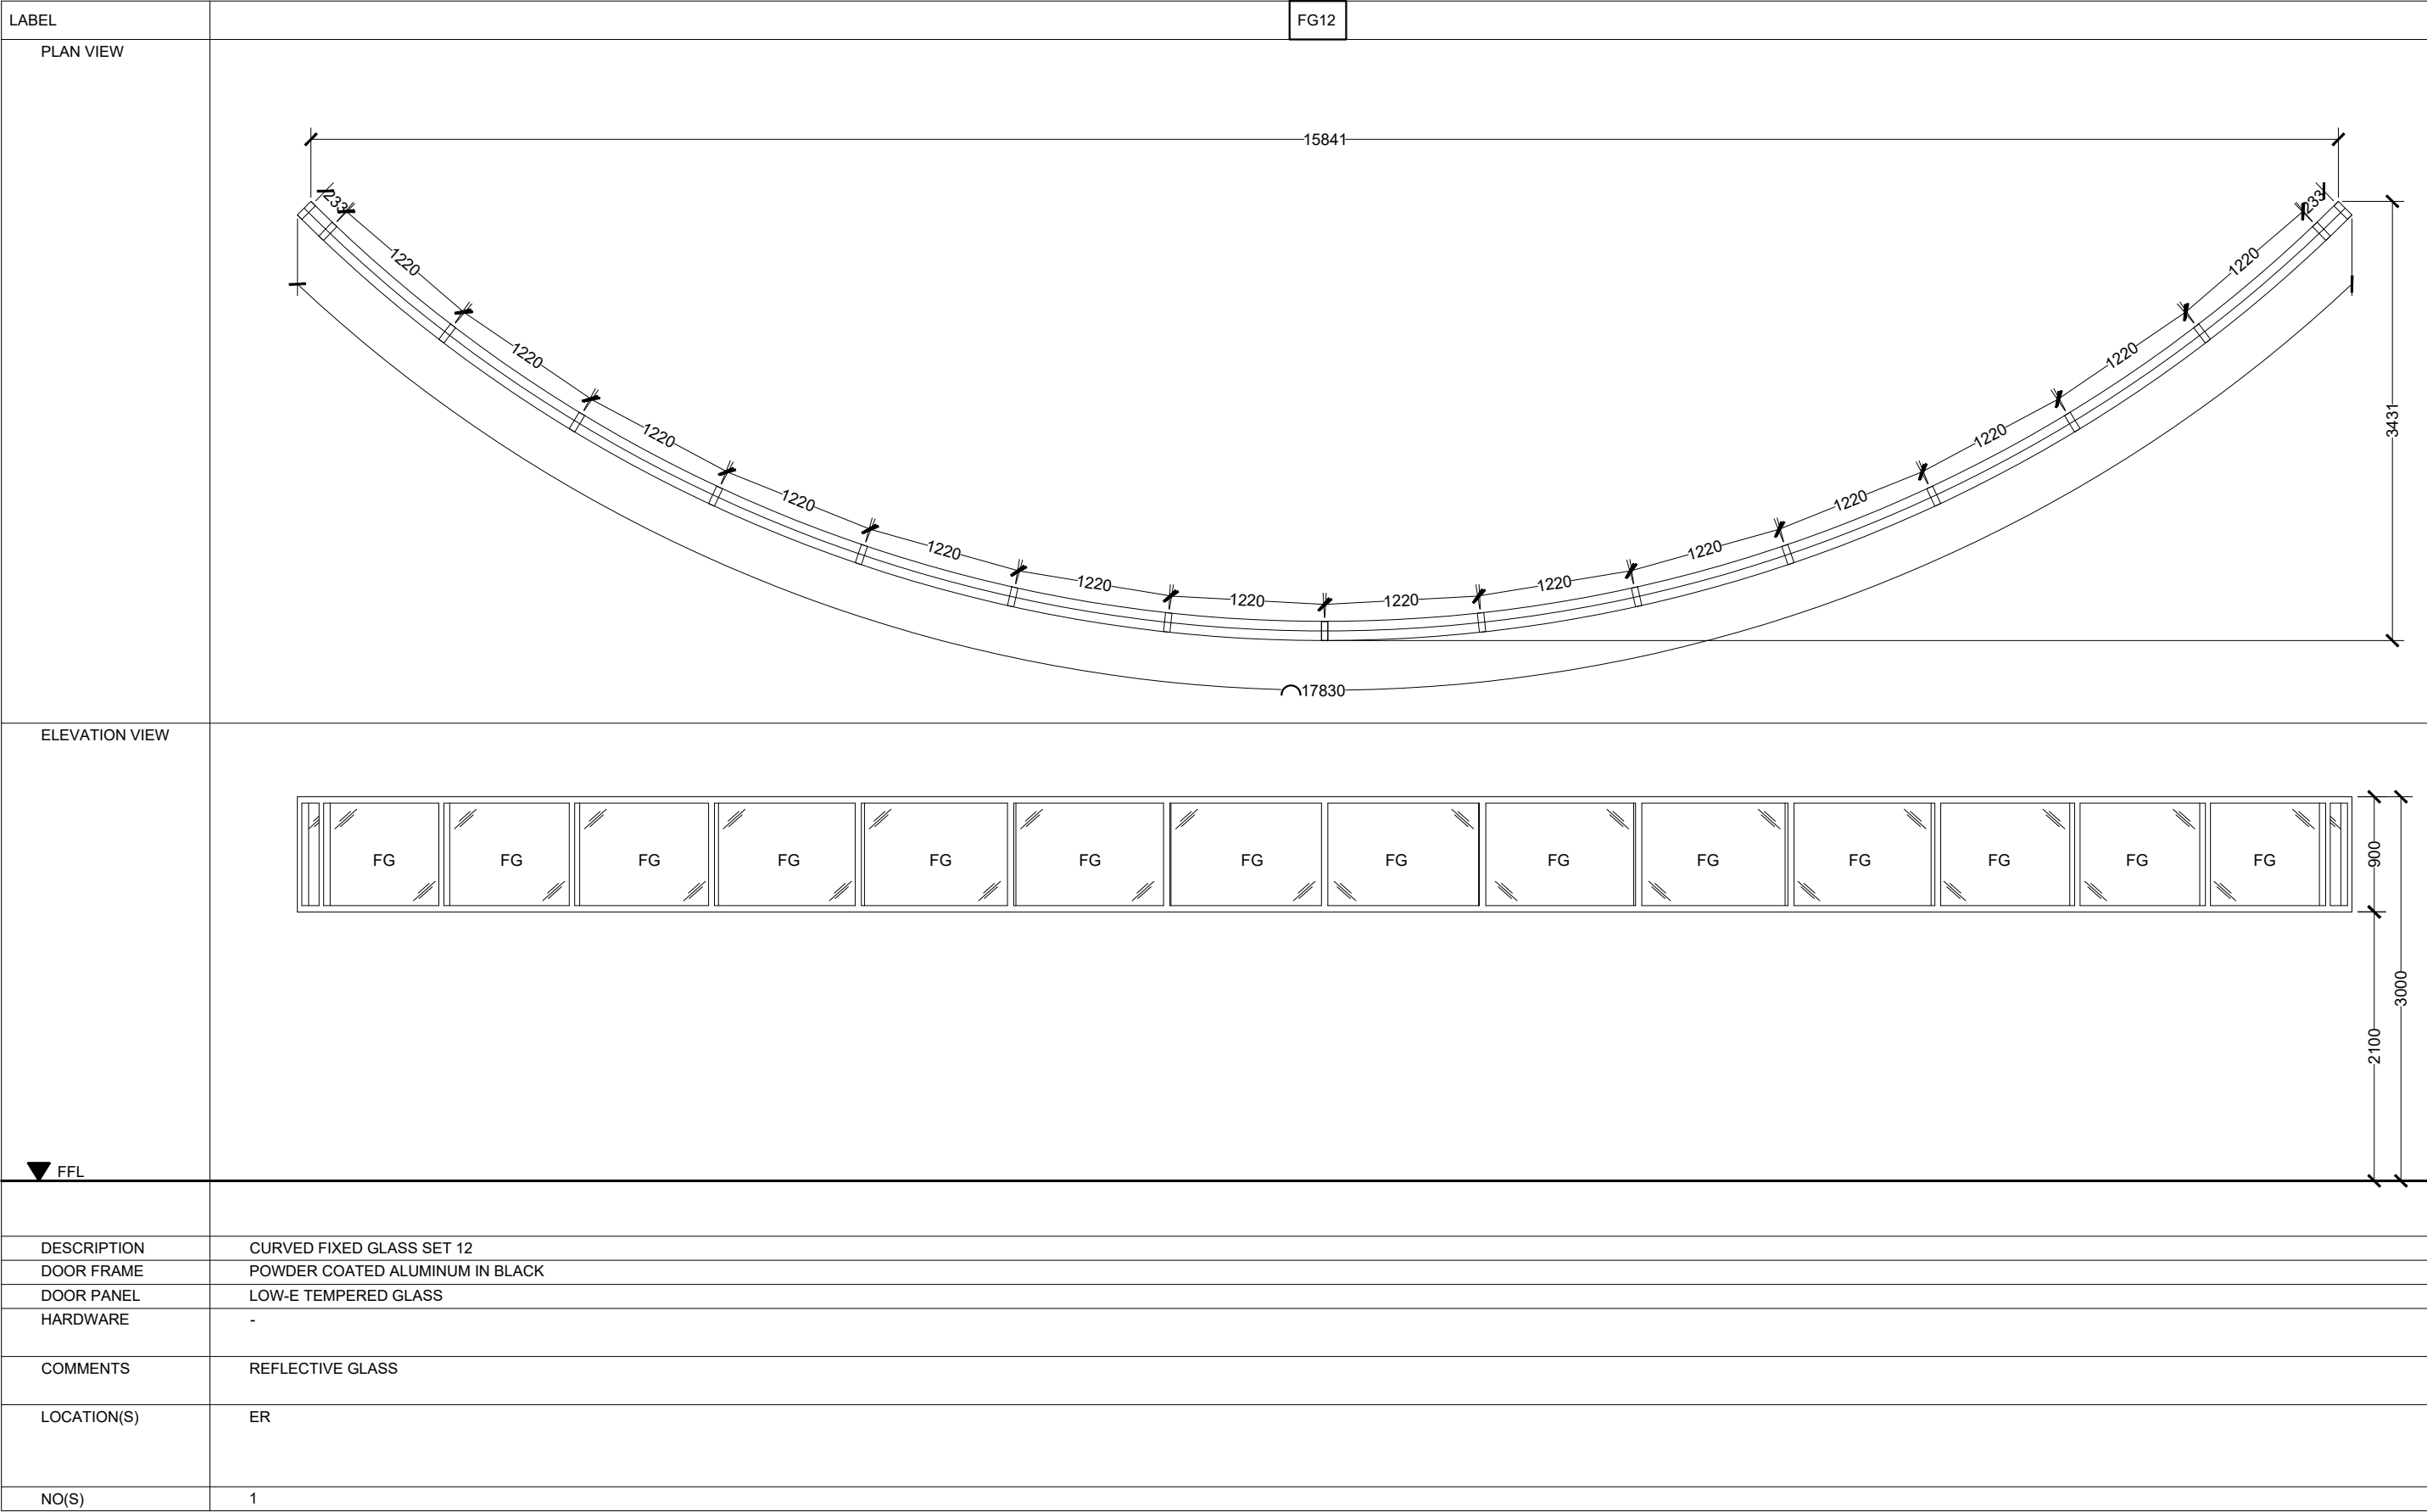 LABEL
FG12
PLAN VIEW
15841
233
233
1220
1220
1220
1220
1220
1220
1220
1220
1220
1220
1220
1220
1220
1220
3431
17830
ELEVATION VIEW
FG FG FG FG FG FG FG FG FG FG FG FG FG FG
900
3000
2100
FFL
DESCRIPTION CURVED FIXED GLASS SET 12
DOOR FRAME POWDER COATED ALUMINUM IN BLACK
DOOR PANEL LOW-E TEMPERED GLASS
HARDWARE -
COMMENTS REFLECTIVE GLASS
LOCATION(S) ER
NO(S) 1